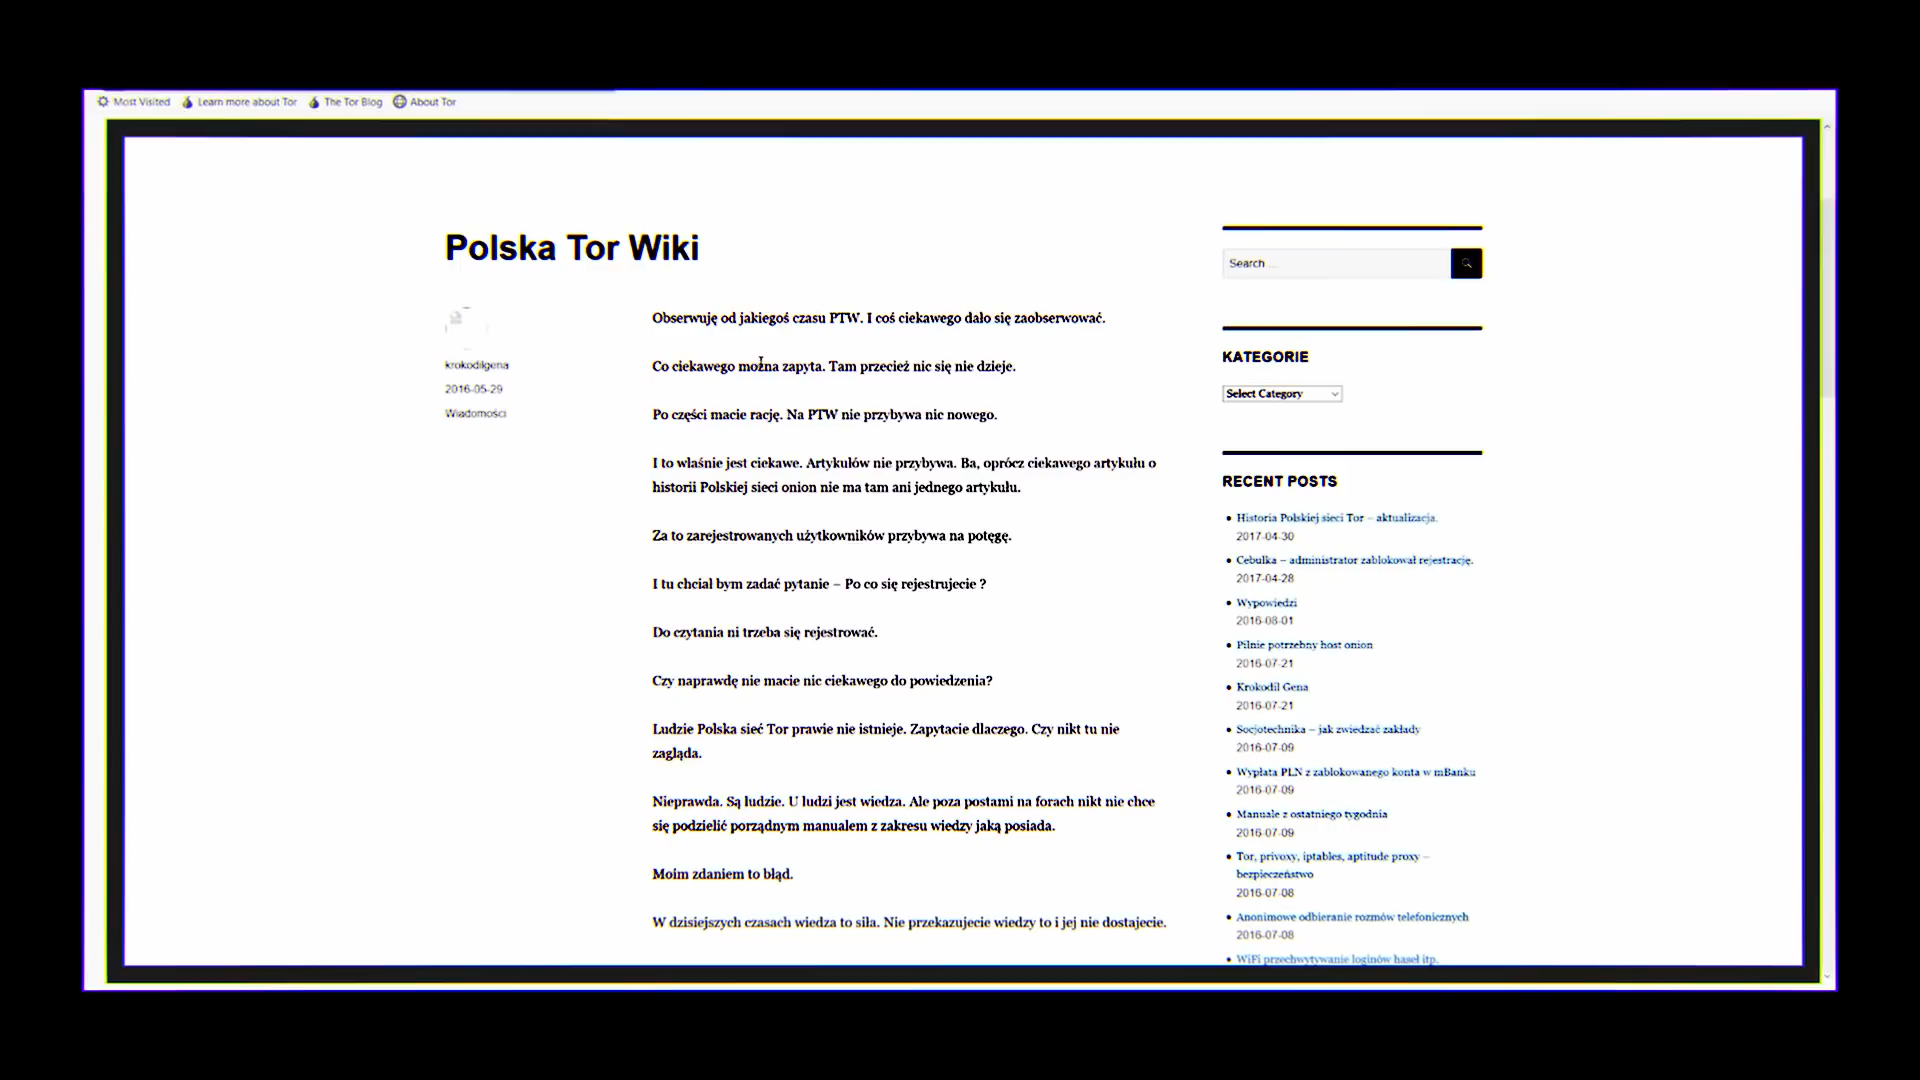 Most Visited Learn more about Tor The Tor Blog About Tor
Polska Tor Wiki
krokodilgena
2016-05-29
Wiadomości
Obserwuję od jakiegoś czasu PTW. I coś ciekawego dało się zaobserwować.
Co ciekawego można zapyta. Tam przecież nic się nie dzieje.
Po części macie rację. Na PTW nie przybywa nic nowego.
I to właśnie jest ciekawe. Artykułów nie przybywa. Ba, oprócz ciekawego artykułu o
historii Polskiej sieci onion nie ma tam ani jednego artykułu.
Za to zarejestrowanych użytkowników przybywa na potęgę.
I tu chciał bym zadać pytanie – Po co się rejestrujecie ?
Do czytania ni trzeba się rejestrować.
Czy naprawdę nie macie nic ciekawego do powiedzenia?
Ludzie Polska sieć Tor prawie nie istnieje. Zapytacie dlaczego. Czy nikt tu nie
zagląda.
Nieprawda. Są ludzie. U ludzi jest wiedza. Ale poza postami na forach nikt nie chce
się podzielić porządnym manualem z zakresu wiedzy jaką posiada.
Moim zdaniem to błąd.
W dzisiejszych czasach wiedza to siła. Nie przekazujecie wiedzy to i jej nie dostajecie.
Search ...
KATEGORIE
Select Category
RECENT POSTS
Historia Polskiej sieci Tor – aktualizacja.
2017-04-30
Cebulka – administrator zablokował rejestrację.
2017-04-28
Wypowiedzi
2016-08-01
Pilnie potrzebny host onion
2016-07-21
Krokodil Gena
2016-07-21
Socjotechnika – jak zwiedzać zakłady
2016-07-09
Wypłata PLN z zablokowanego konta w mBanku
2016-07-09
Manuale z ostatniego tygodnia
2016-07-09
Tor, privoxy, iptables, aptitude proxy –
bezpieczeństwo
2016-07-08
Anonimowe odbieranie rozmów telefonicznych
2016-07-08
WiFi przechwytywanie loginów haseł itp.